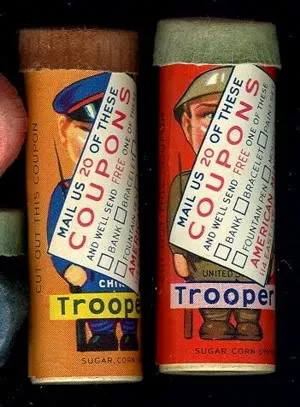 CUT OUT THIS COUPON
MAIL US 20 OF THESE
COUPONS
AND WE'LL SEND FREE ONE OF THESE
BANK BRACELET
FOUNTAIN PEN
AMERICAN
CHIN
Trooper
SUGAR, CORN
MAIL US 20 OF THESE
COUPONS
AND WE'LL SEND FREE ONE OF THESE
BANK BRACELET
FOUNTAIN PEN
AMERICAN
UNITED
Trooper
SUGAR, CORN